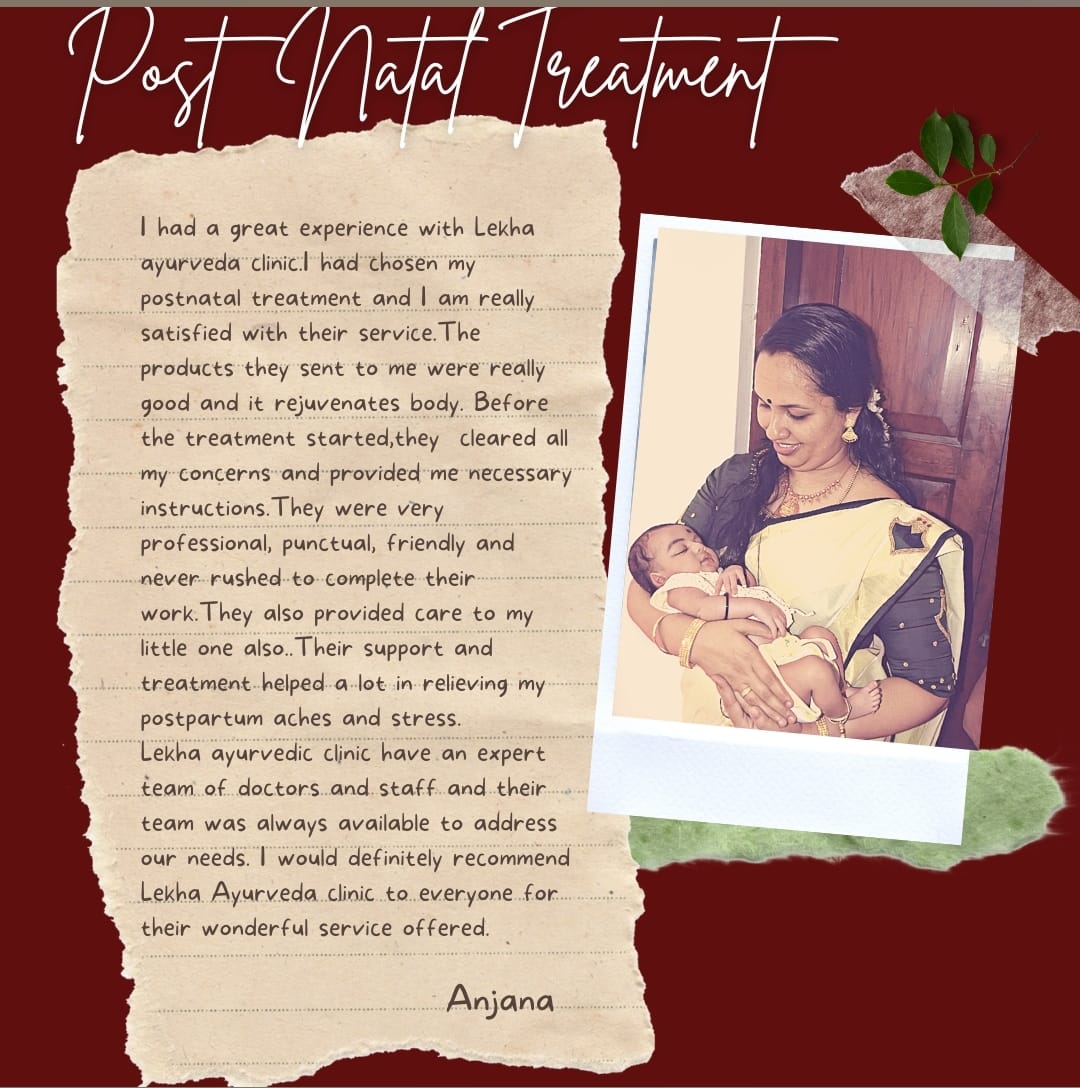 Post Natal Treatment
I had a great experience with Lekha
ayurveda clinic.I had chosen my
postnatal treatment and I am really
satisfied with their service.The
products they sent to me were really
good and it rejuvenates body. Before
the treatment started,they  cleared all
my concerns and provided me necessary
instructions.They were very
professional, punctual, friendly and
never rushed to complete their
work.They also provided care to my
little one also..Their support and
treatment helped a lot in relieving my
postpartum aches and stress.
Lekha ayurvedic clinic have an expert
team of doctors and staff and their
team was always available to address
our needs. I would definitely recommend
Lekha Ayurveda clinic to everyone for
their wonderful service offered.
Anjana